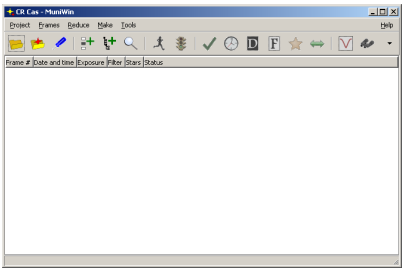 CR Cas - MuniWin
Project Frames Reduce Make Tools Help
D F
Frame # Date and time Exposure Filter Stars Status